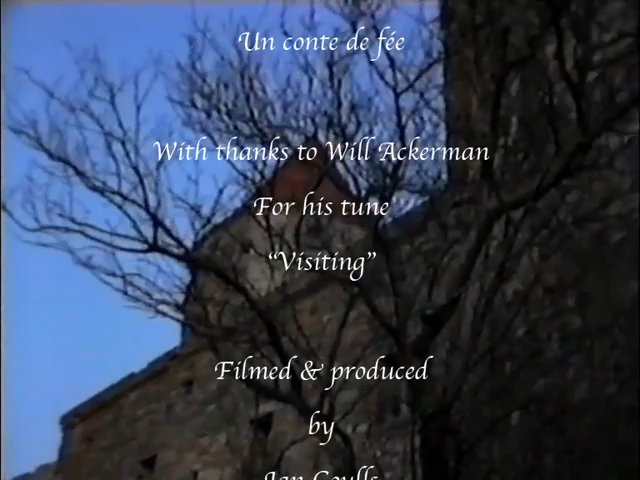 Un conte de fée
With thanks to Will Ackerman
For his tune
“Visiting”
Filmed & produced
by